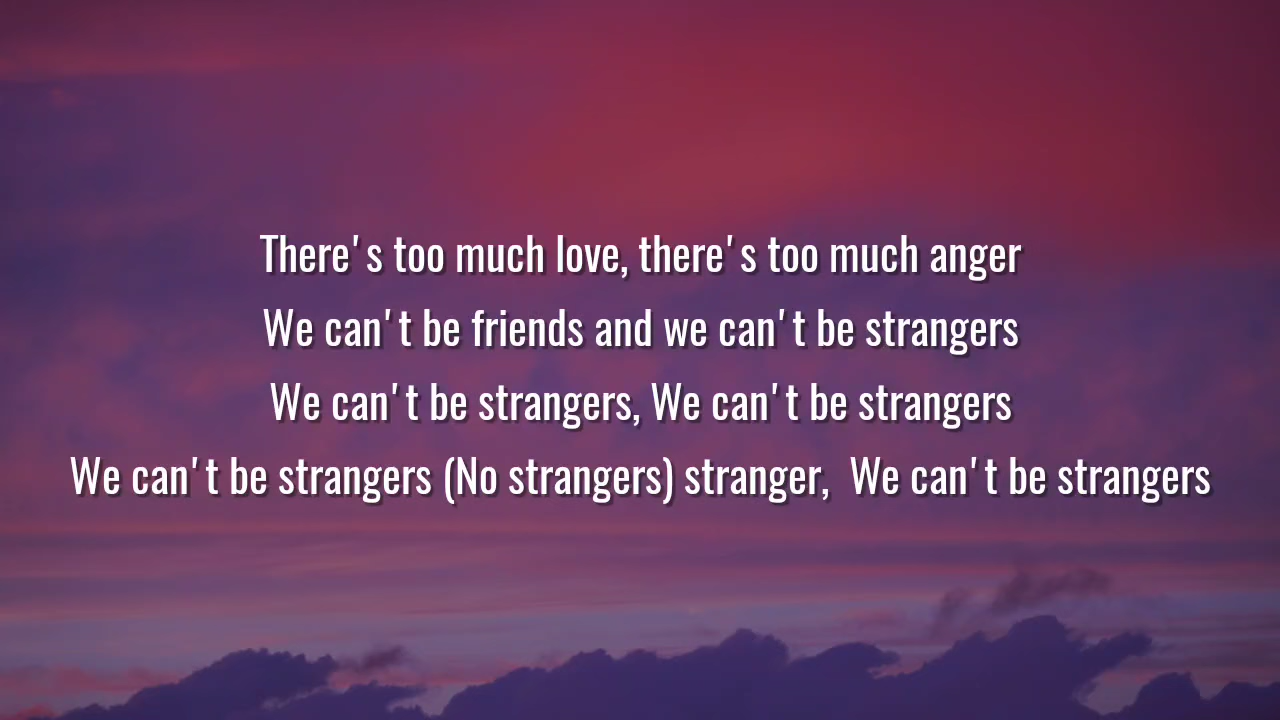 There's too much love, there's too much anger
We can't be friends and we can't be strangers
We can't be strangers, We can't be strangers
We can't be strangers (No strangers) stranger,  We can't be strangers